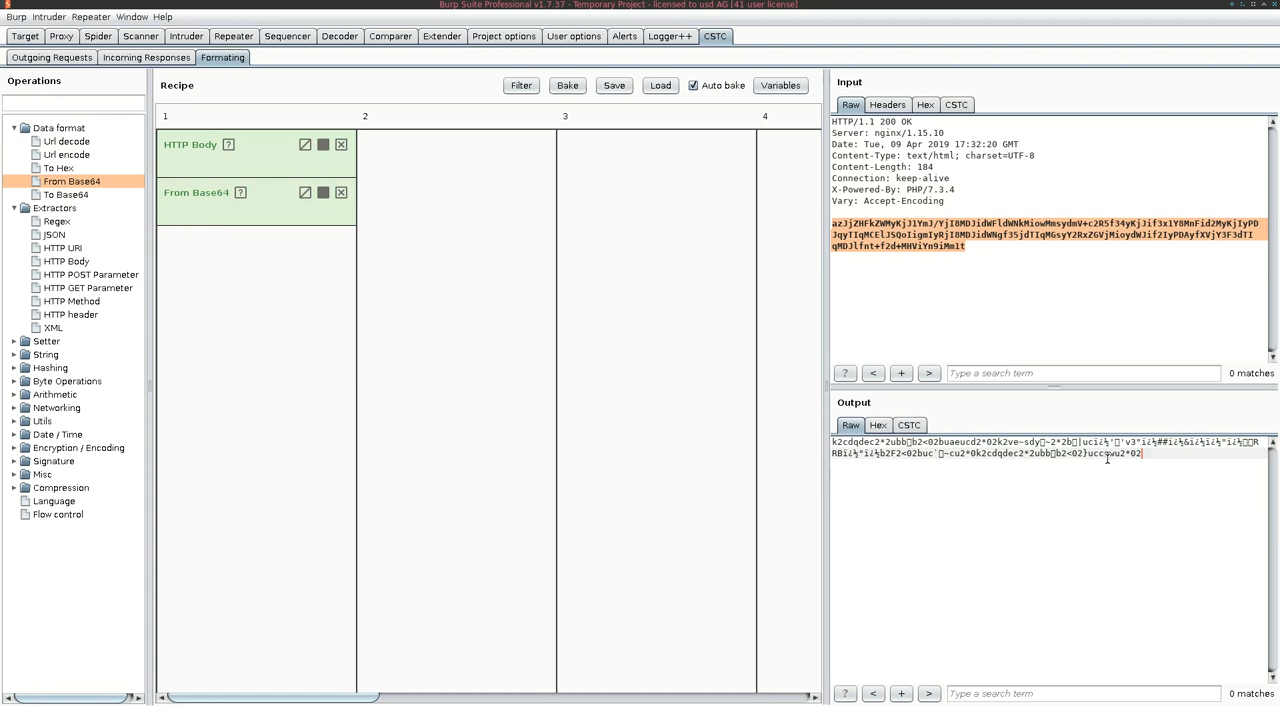 Burp Suite Professional v1.7.37 - Temporary Project - licensed to usd AG [41 user license]
Burp Intruder Repeater Window Help
Target Proxy Spider Scanner Intruder Repeater Sequencer Decoder Comparer Extender Project options User options Alerts Logger++ CSTC
Outgoing Requests Incoming Responses Formating
Operations
Data format
Url decode
Url encode
To Hex
From Base64
To Base64
Extractors
Regex
JSON
HTTP URI
HTTP Body
HTTP POST Parameter
HTTP GET Parameter
HTTP Method
HTTP header
XML
Setter
String
Hashing
Byte Operations
Arithmetic
Networking
Utils
Date / Time
Encryption / Encoding
Signature
Misc
Compression
Language
Flow control
Recipe Filter Bake Save Load Auto bake Variables
1 2 3 4
HTTP Body ?
From Base64 ?
Input
Raw Headers Hex CSTC
HTTP/1.1 200 OK
Server: nginx/1.15.10
Date: Tue, 09 Apr 2019 17:32:20 GMT
Content-Type: text/html; charset=UTF-8
Content-Length: 184
Connection: keep-alive
X-Powered-By: PHP/7.3.4
Vary: Accept-Encoding
? < + > Type a search term 0 matches
Output
Raw Hex CSTC
? < + > Type a search term 0 matches